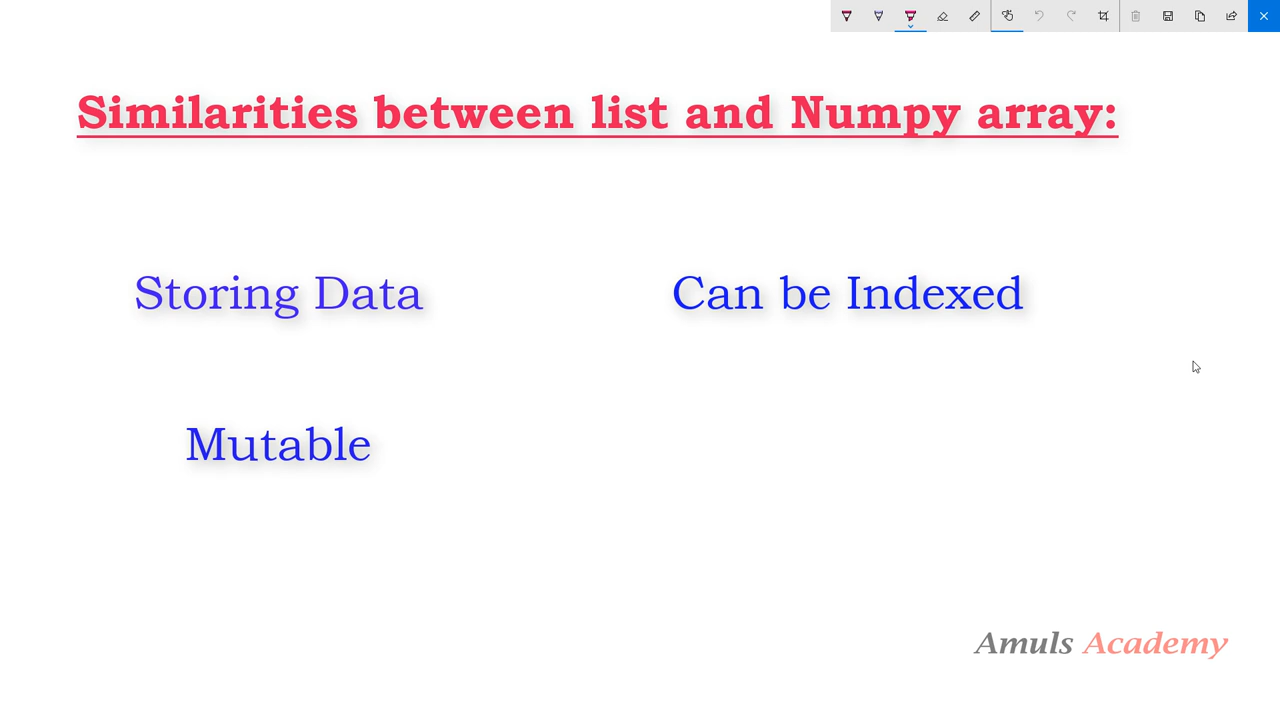 Similarities between list and Numpy array:
Storing Data
Can be Indexed
Mutable
Amuls Academy